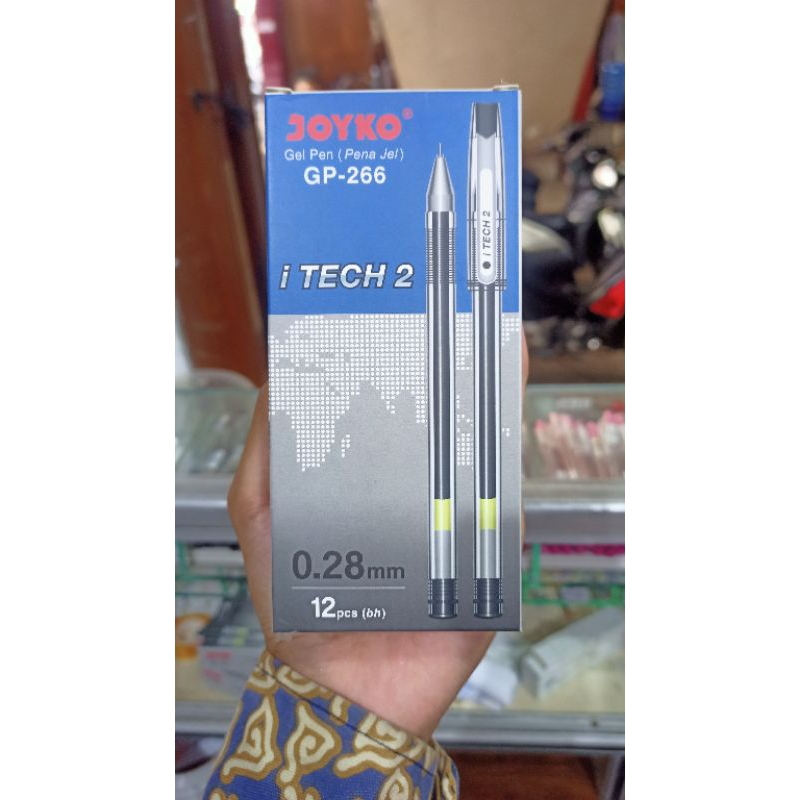 JOYKO®
Gel Pen (Pena Jel)
GP-266
i TECH 2
i TECH 2
0.28mm
12pcs (bh)